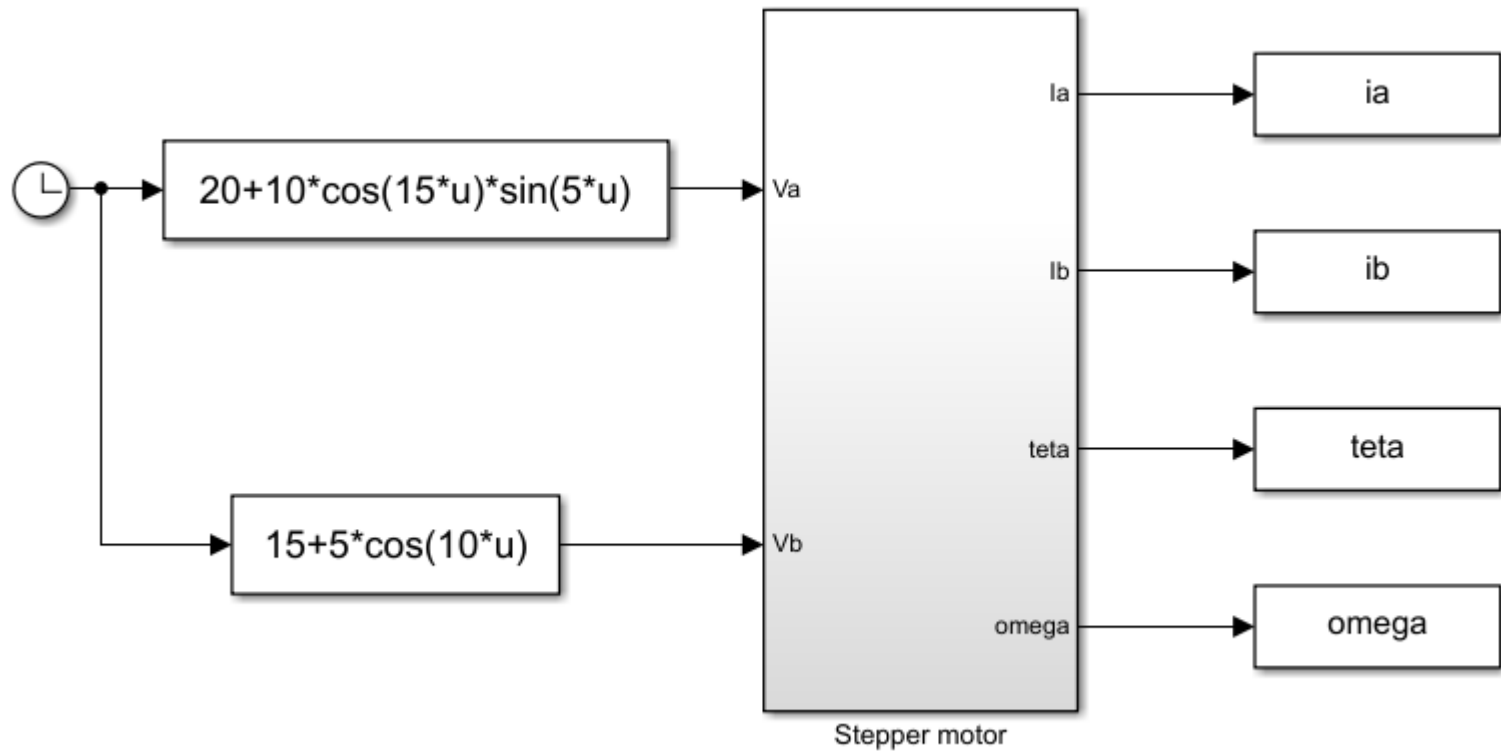 Ia
ia
20+10*cos(15*u)*sin(5*u)
Va
Ib
ib
teta
teta
15+5*cos(10*u)
Vb
omega
omega
Stepper motor